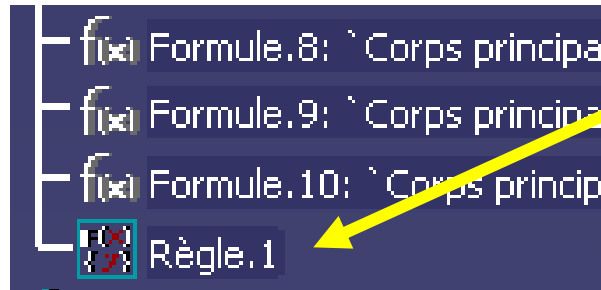 f(x) Formule.8: `Corps principa
f(x) Formule.9: `Corps principa
f(x) Formule.10: `Corps princip
Règle.1